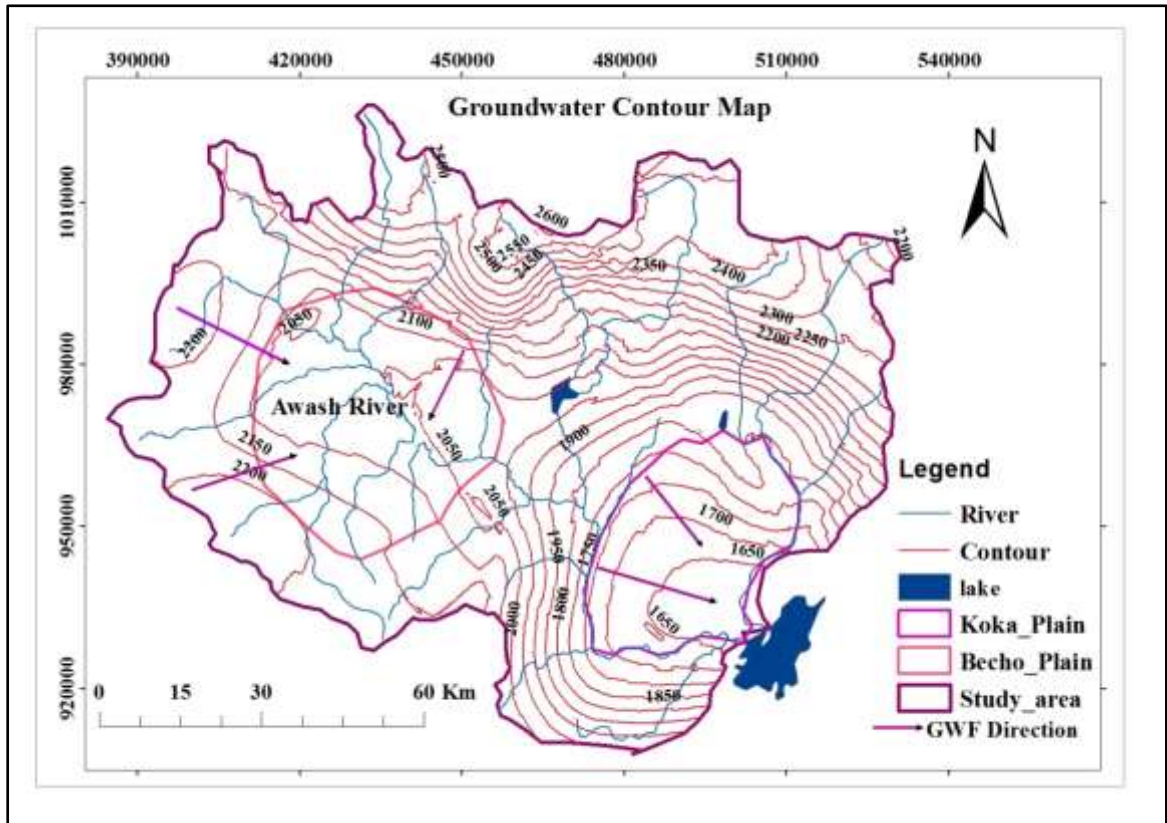 390000 420000 450000 480000 510000 540000
Groundwater Contour Map
N
1010000
980000
950000
920000
2500
2600
2550
2500
2450
2350
2400
2200
2300
2250
2200
2200
2050
2100
Awash River
2050
1900
2150
2200
2050
1950
1750
1700
1650
2000
1800
1650
1850
Legend
River
Contour
lake
Koka_Plain
Becho_Plain
Study_area
GWF Direction
0 15 30 60 Km